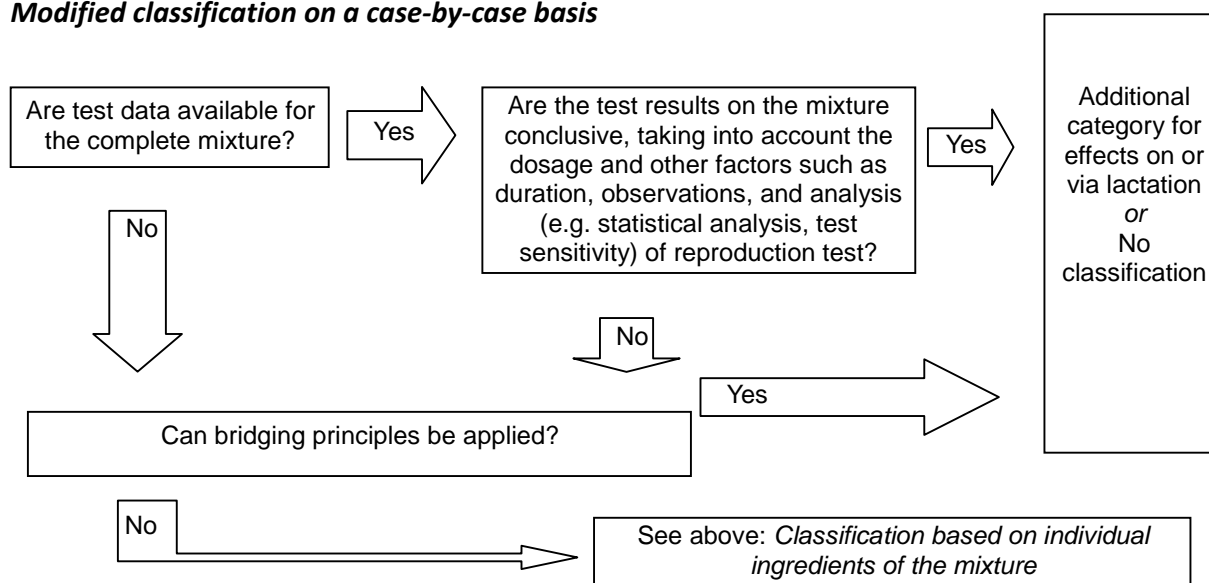 Modified classification on a case-by-case basis
Are test data available for
the complete mixture?
Yes
Are the test results on the mixture
conclusive, taking into account the
dosage and other factors such as
duration, observations, and analysis
(e.g. statistical analysis, test
sensitivity) of reproduction test?
Yes
Additional
category for
effects on or
via lactation
or
No
classification
No
No
Can bridging principles be applied?
Yes
No
See above: Classification based on individual
ingredients of the mixture